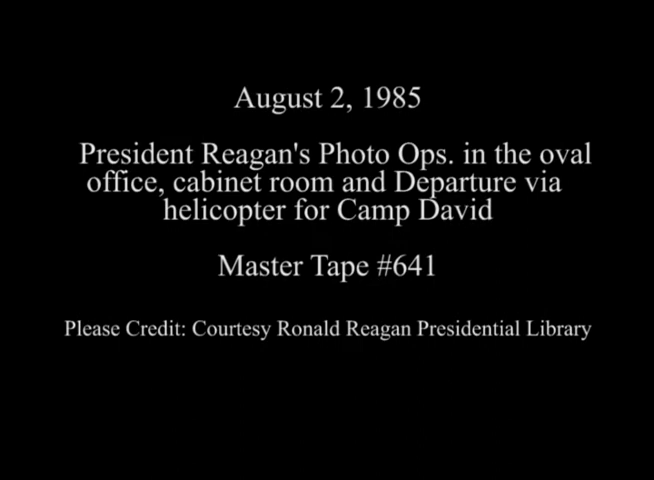 August 2, 1985
President Reagan's Photo Ops. in the oval
office, cabinet room and Departure via
helicopter for Camp David
Master Tape #641
Please Credit: Courtesy Ronald Reagan Presidential Library